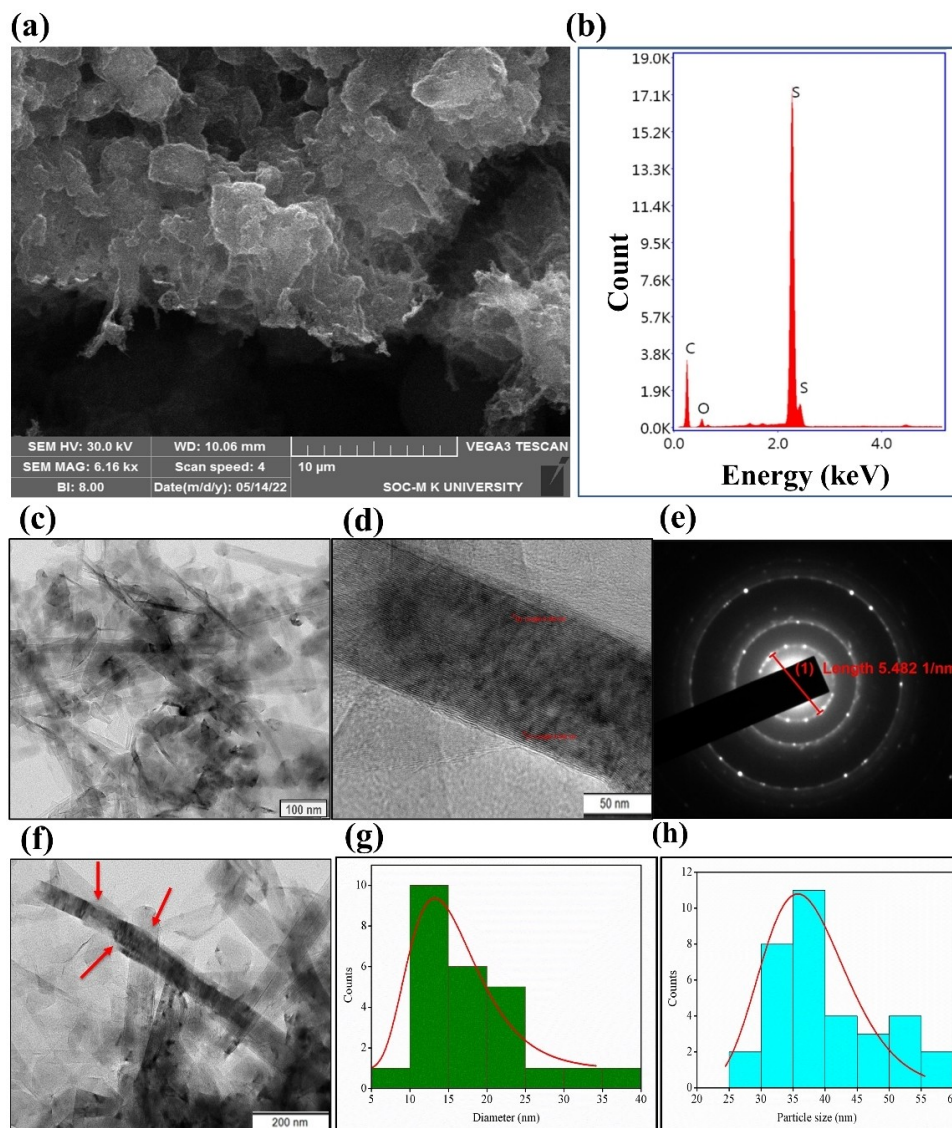 (a)
SEM HV: 30.0 kV WD: 10.06 mm VEGA3 TESCAN
SEM MAG: 6.16 kx Scan speed: 4 10 µm
BI: 8.00 Date(m/d/y): 05/14/22 SOC-M K UNIVERSITY
(b)
19.0K
17.1K
15.2K
13.3K
11.4K
9.5K
7.6K
5.7K
3.8K
1.9K
0.0K
Count
S
C
O
S
0.0 2.0 4.0
Energy (keV)
(c)
100 nm
(d)
50 nm
(e)
(1) Length 5.482 1/nm
(f)
200 nm
(g)
10
8
6
4
2
0
Counts
5 10 15 20 25 30 35 40
Diameter (nm)
(h)
12
10
8
6
4
2
0
Counts
25 30 35 40 45 50 55 60
Particle size (nm)